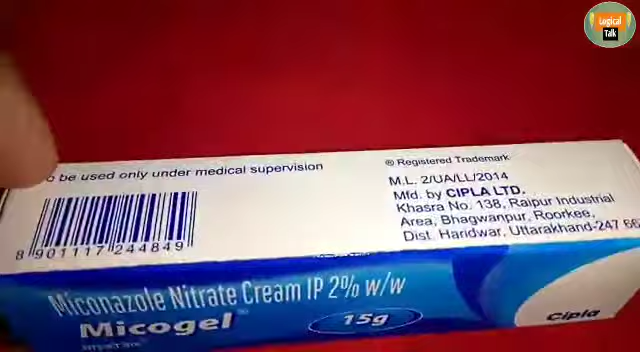 Logical
Talk
o be used only under medical supervision
8 901117 244849
® Registered Trademark
M.L. 2/UA/LL/2014
Mfd. by CIPLA LTD.
Khasra No. 138, Raipur Industrial
Area, Bhagwanpur, Roorkee,
Dist. Haridwar, Uttarakhand-247 66
Miconazole Nitrate Cream IP 2% w/w
Micogel®
15g
Cipla